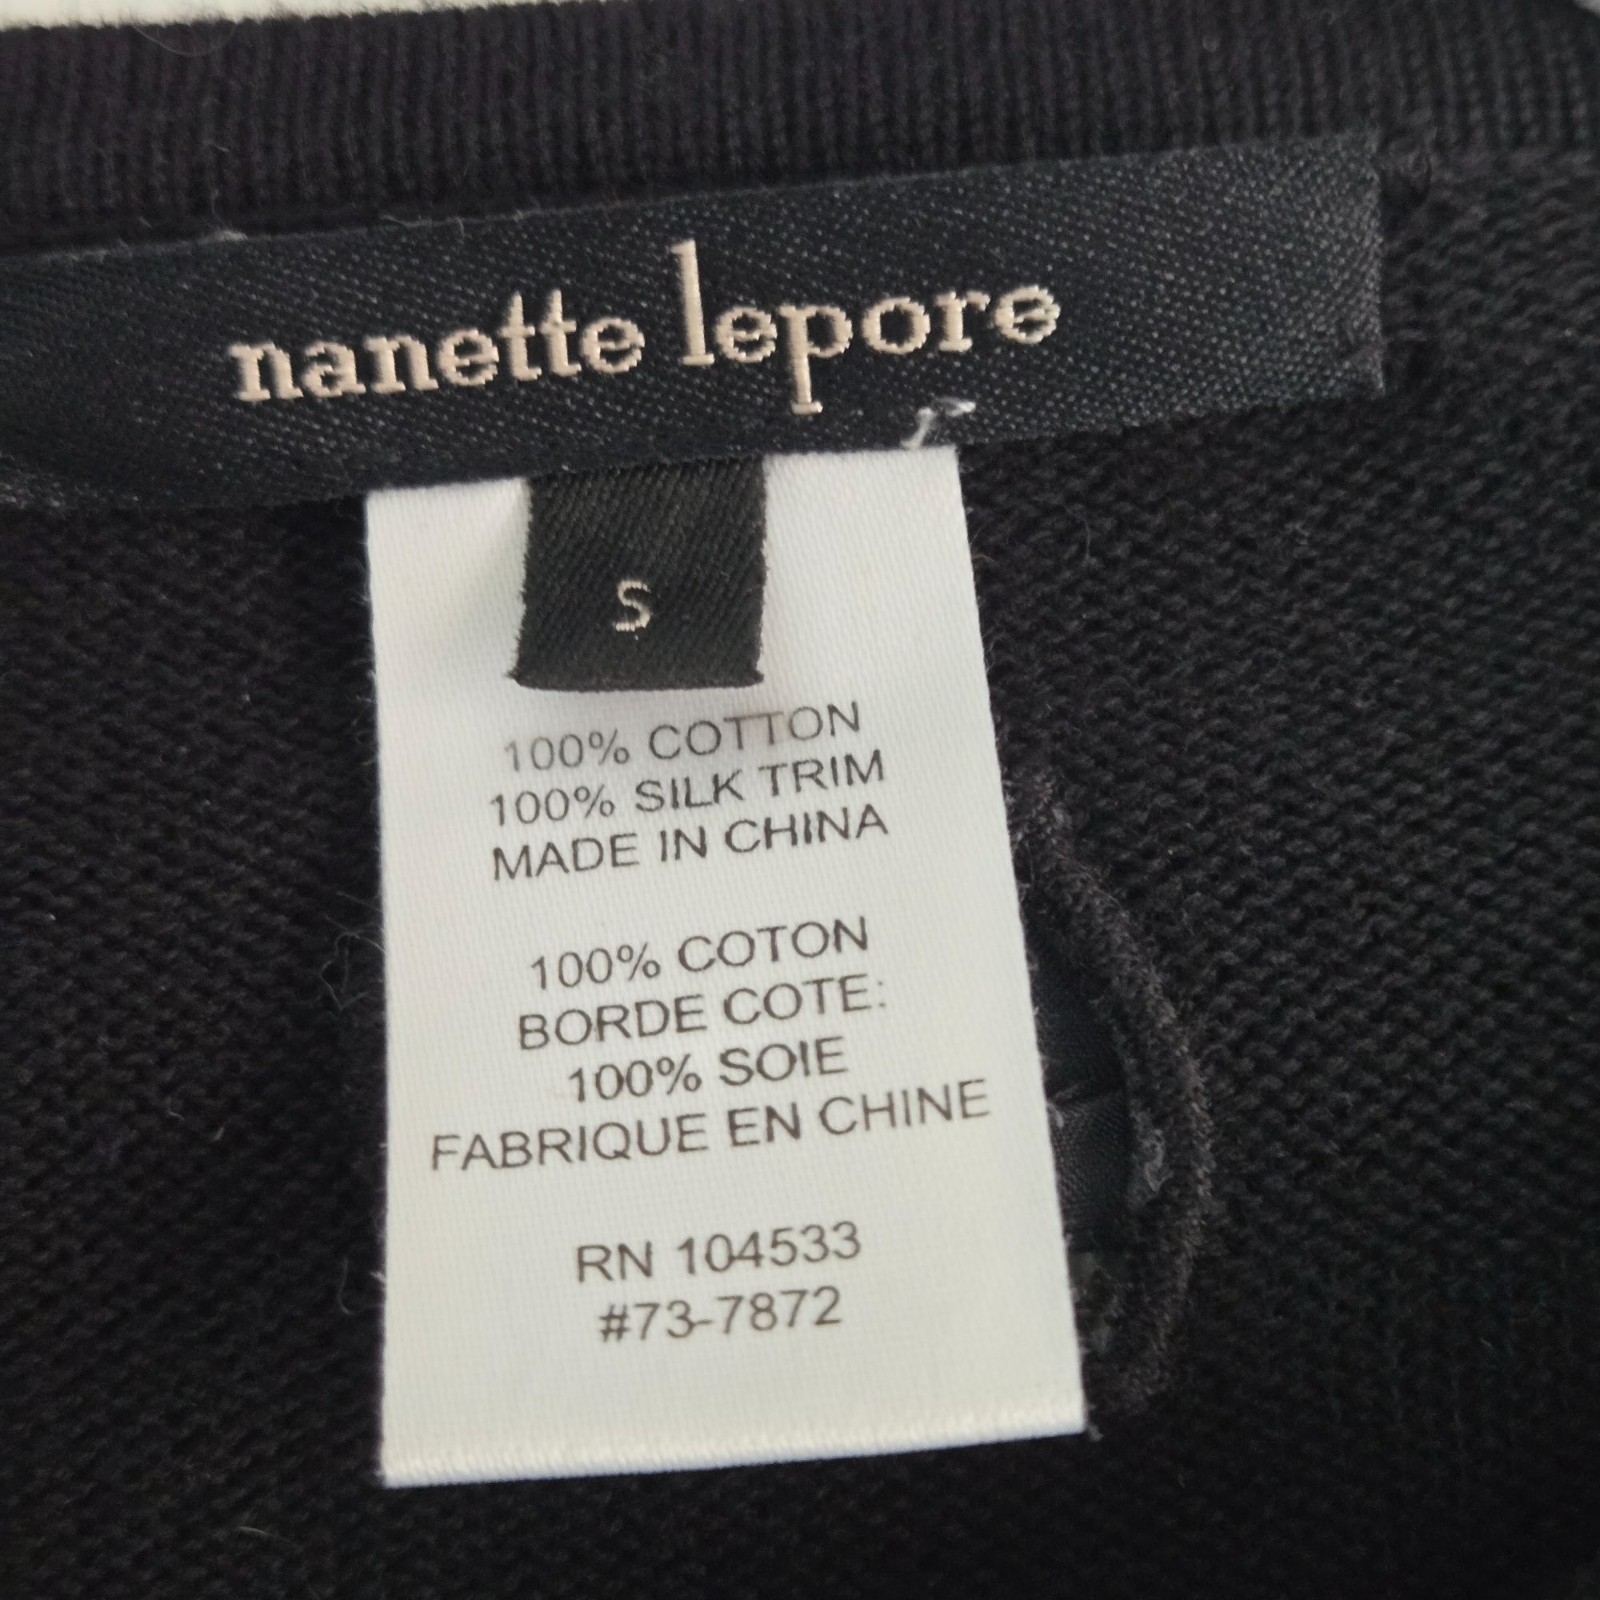 nanette lepore
S
100% COTTON
100% SILK TRIM
MADE IN CHINA
100% COTON
BORDE COTE:
100% SOIE
FABRIQUE EN CHINE
RN 104533
#73-7872